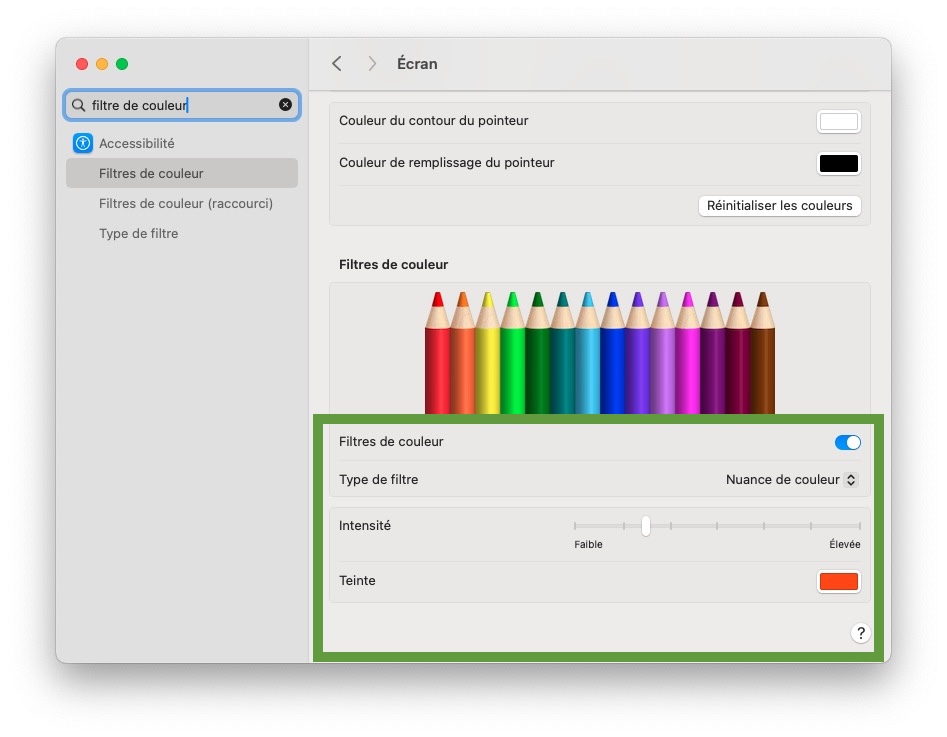 Écran
filtre de couleur
Accessibilité
Filtres de couleur
Filtres de couleur (raccourci)
Type de filtre
Couleur du contour du pointeur
Couleur de remplissage du pointeur
Réinitialiser les couleurs
Filtres de couleur
Filtres de couleur
Type de filtre Nuance de couleur
Intensité
Faible Élevée
Teinte
?